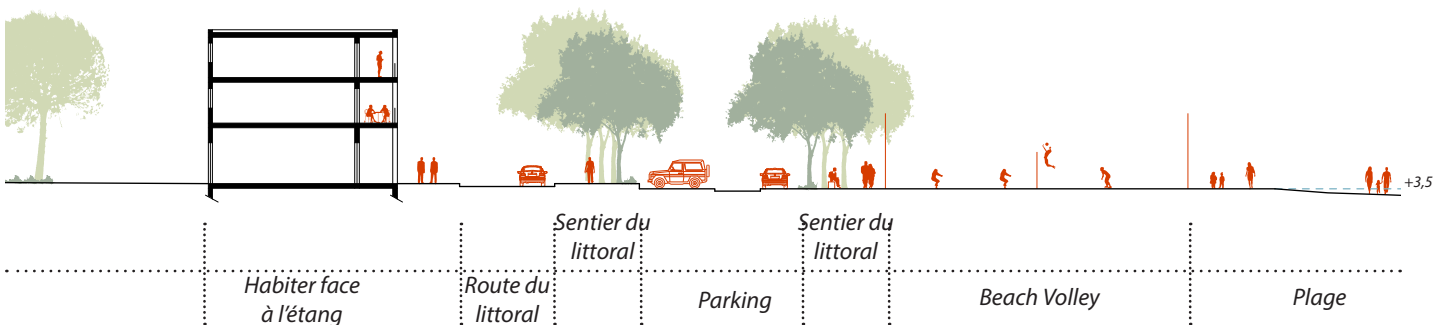 +3,5
Sentier du
littoral
Sentier du
littoral
Habiter face
à l'étang
Route du
littoral
Parking
Beach Volley
Plage